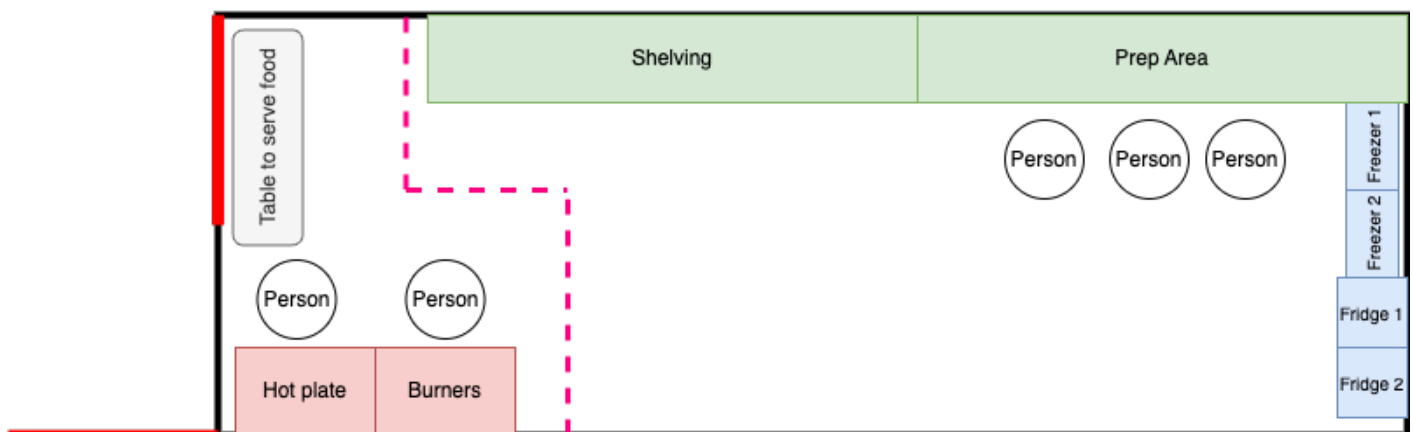 Table to serve food
Shelving
Prep Area
Freezer 1
Person
Person
Person
Freezer 2
Person
Person
Fridge 1
Hot plate
Burners
Fridge 2